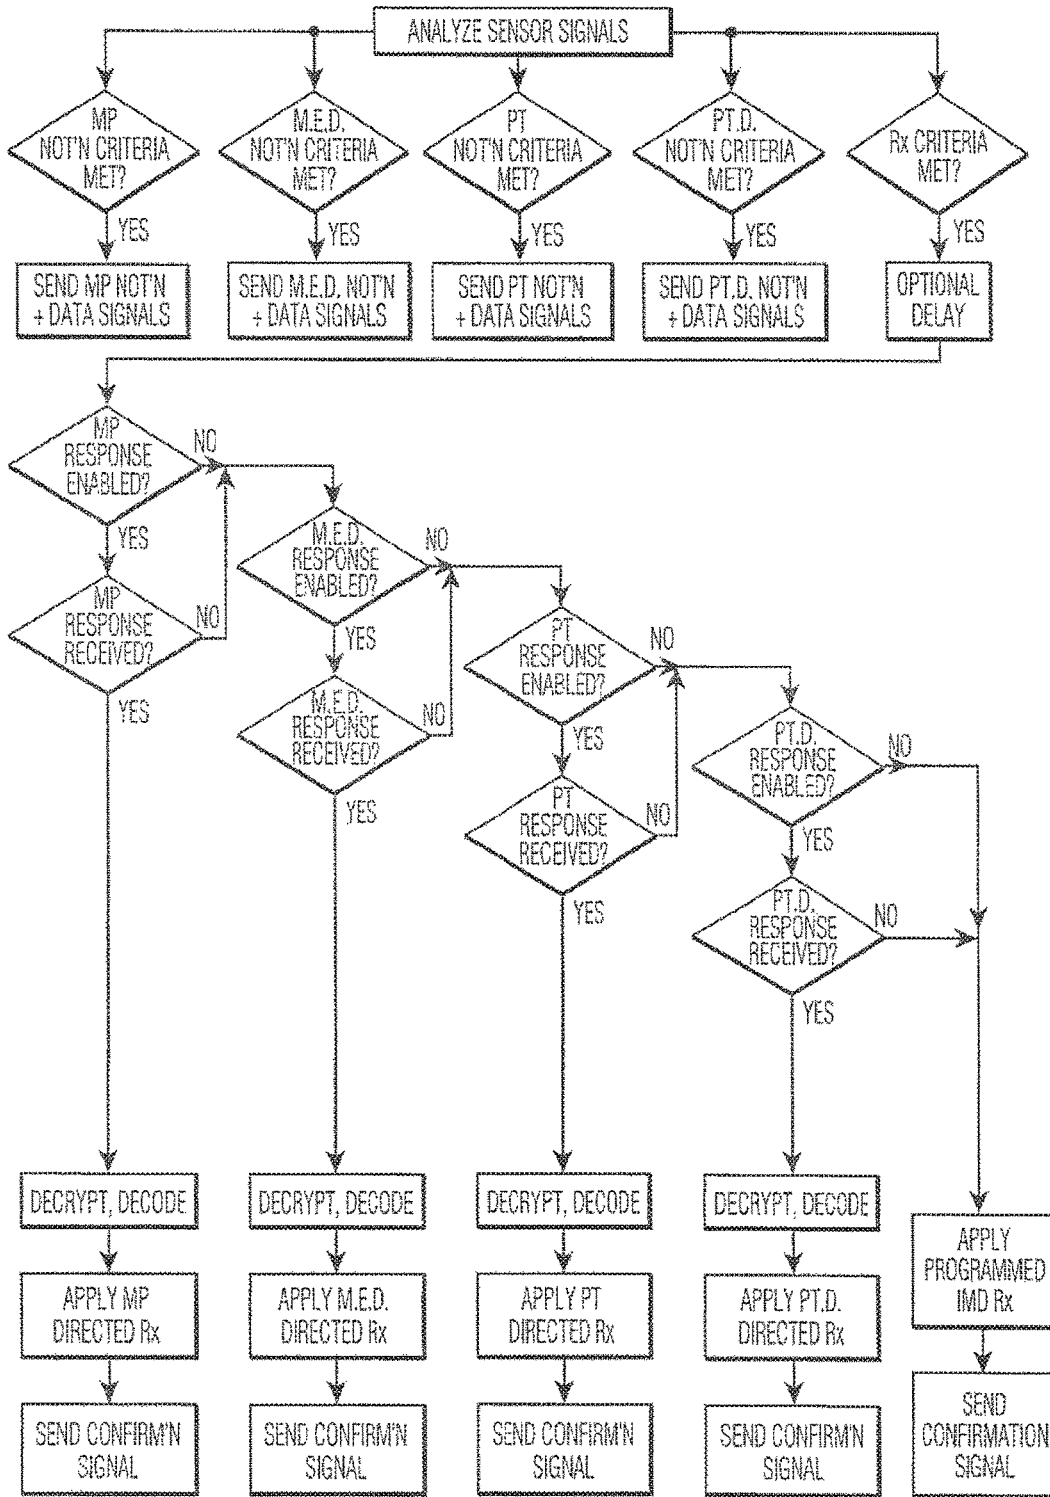 ANALYZE SENSOR SIGNALS
MP
NOT'N CRITERIA
MET?
M.E.D.
NOT'N CRITERIA
MET?
PT
NOT'N CRITERIA
MET?
PT.D.
NOT'N CRITERIA
MET?
Rx CRITERIA
MET?
YES
YES
YES
YES
YES
SEND MP NOT'N
+ DATA SIGNALS
SEND M.E.D. NOT'N
+ DATA SIGNALS
SEND PT NOT'N
+ DATA SIGNALS
SEND PT.D. NOT'N
+ DATA SIGNALS
OPTIONAL
DELAY
MP
RESPONSE
ENABLED?
NO
YES
MP
RESPONSE
RECEIVED?
NO
YES
M.E.D.
RESPONSE
ENABLED?
NO
YES
M.E.D.
RESPONSE
RECEIVED?
NO
YES
PT
RESPONSE
ENABLED?
NO
YES
PT
RESPONSE
RECEIVED?
NO
YES
PT.D.
RESPONSE
ENABLED?
NO
YES
PT.D.
RESPONSE
RECEIVED?
NO
YES
DECRYPT, DECODE
DECRYPT, DECODE
DECRYPT, DECODE
DECRYPT, DECODE
APPLY MP
DIRECTED Rx
APPLY M.E.D.
DIRECTED Rx
APPLY PT
DIRECTED Rx
APPLY PT.D.
DIRECTED Rx
APPLY
PROGRAMMED
IMD Rx
SEND CONFIRM'N
SIGNAL
SEND CONFIRM'N
SIGNAL
SEND CONFIRM'N
SIGNAL
SEND CONFIRM'N
SIGNAL
SEND
CONFIRMATION
SIGNAL